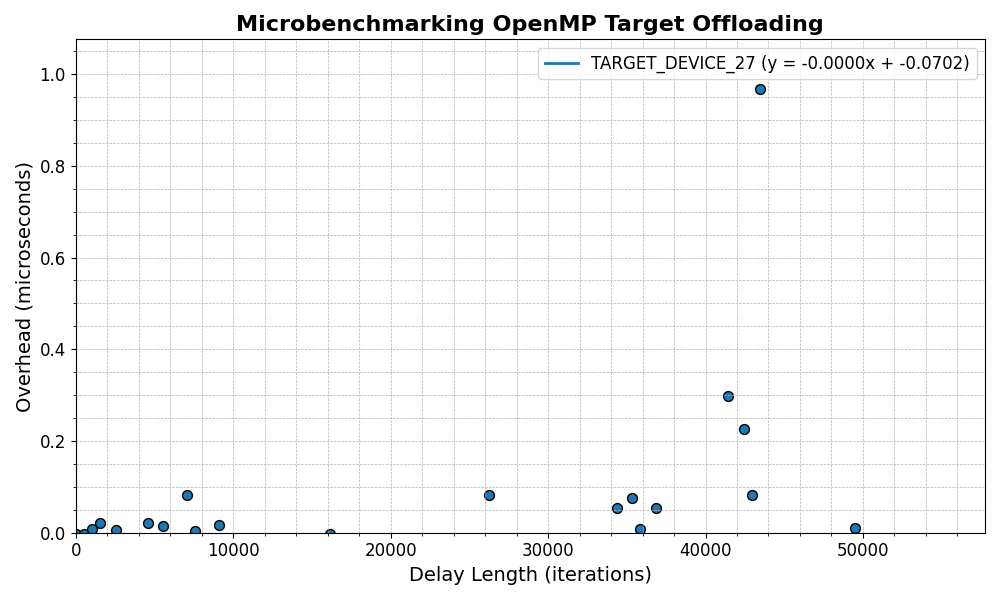 Microbenchmarking OpenMP Target Offloading
TARGET_DEVICE_27 (y = -0.0000x + -0.0702)
Overhead (microseconds)
1.0
0.8
0.6
0.4
0.2
0.0
0 10000 20000 30000 40000 50000
Delay Length (iterations)